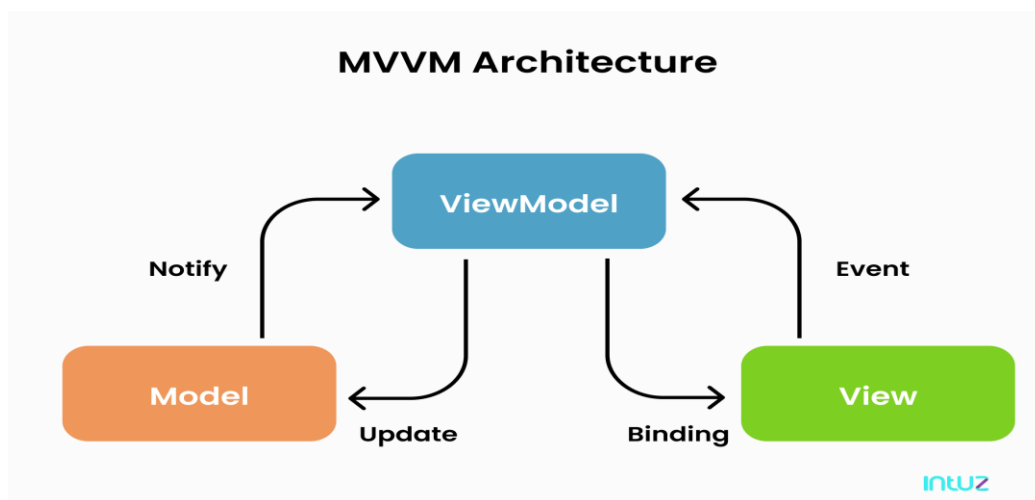 MVVM Architecture
ViewModel
Notify
Event
Model
View
Update
Binding
INTUZ